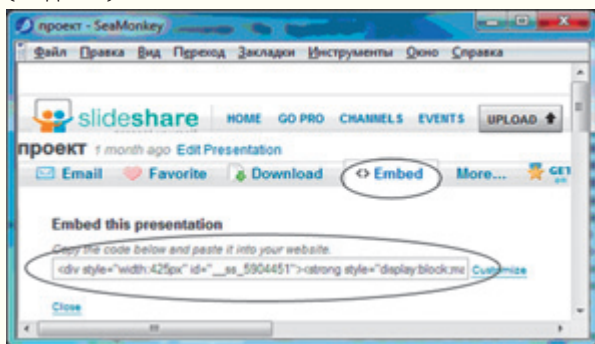 проект - SeaMonkey
Файл Правка Вид Переход Закладки Инструменты Окно Справка
slideshare HOME GO PRO CHANNELS EVENTS UPLOAD
проект 1 month ago Edit Presentation
Email Favorite Download <> Embed More... GET
Embed this presentation
Copy the code below and paste it into your website.
<div style="width:425px" id="__ss_5904451"><strong style="display:block;ma Customize
Close